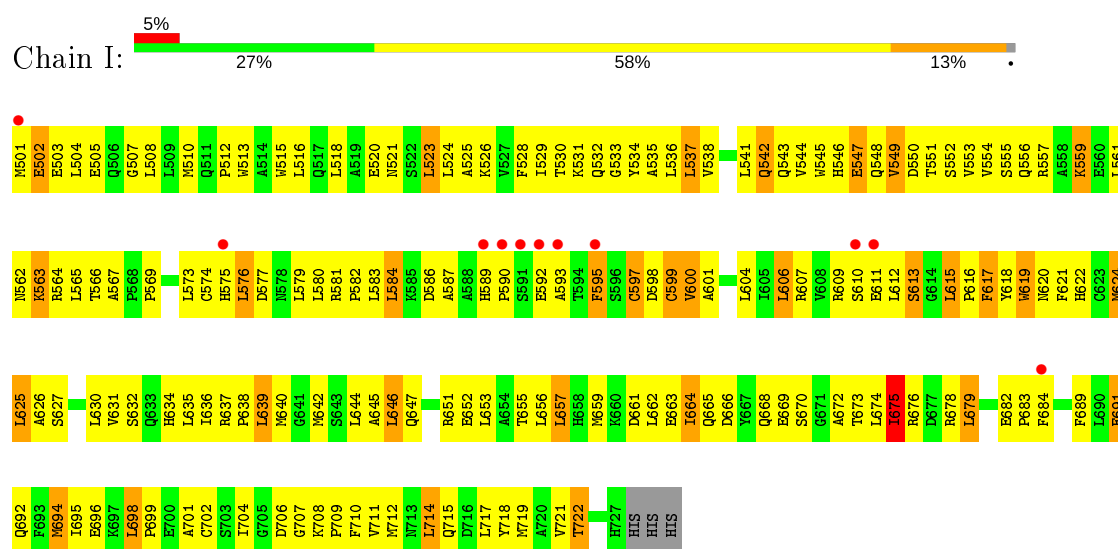 5%
Chain I:
27% 58% 13%
M501 E502 E503 L504 E505 Q506 G507 L508 L509 M510 Q511 P512 W513 A514 W515 L516 Q517 L518 A519 E520 N521 S522 L523 L524 A525 K526 V527 F528 I529 T530 K531 Q532 G533 Y534 A535 L536 L537 V538 L541 Q542 Q543 V544 W545 H546 E547 Q548 V549 D550 T551 S552 V553 V554 S555 Q556 R557 A558 K559 E560 L561
N562 K563 R564 L565 T566 A567 P568 P569 L573 C574 H575 L576 D577 N578 L579 L580 R581 P582 L583 L584 K585 D586 A587 A588 H589 P590 S591 E592 A593 T594 F595 S596 C597 D598 C599 V600 A601 L604 I605 L606 R607 V608 R609 S610 E611 L612 S613 G614 L615 P616 F617 Y618 W619 N620 F621 H622 C623 M624
L625 A626 S627 L630 V631 S632 Q633 H634 L635 I636 R637 P638 L639 M640 G641 M642 S643 L644 A645 L646 Q647 R651 E652 L653 A654 T655 L656 L657 H658 M659 K660 D661 L662 E663 I664 Q665 D666 Y667 Q668 E669 S670 G671 A672 T673 L674 I675 R676 D677 R678 L679 E682 P683 F684 F689 L690 E691
Q692 F693 M694 I695 E696 K697 L698 P699 E700 A701 C702 S703 I704 G705 D706 G707 K708 P709 F710 V711 M712 N713 L714 Q715 D716 L717 Y718 M719 A720 V721 T722 H727 HIS HIS HIS